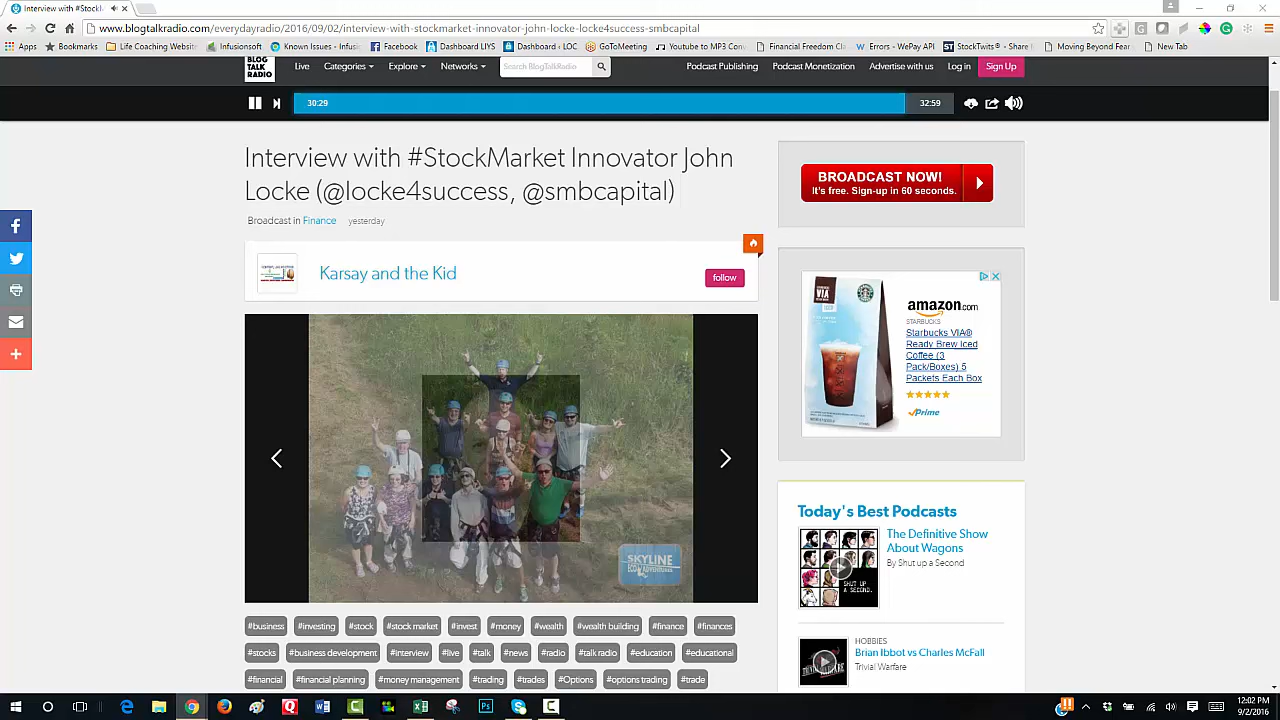 Interview with #StockMarl
www.blogtalkradio.com/everydayradio/2016/09/02/interview-with-stockmarket-innovator-john-locke-locke4success-smbcapital
Apps
Bookmarks
Life Coaching Website
Infusionsoft
Known Issues - Infus
Facebook
Dashboard LIYS
Dashboard - LOC
GoToMeeting
Youtube to MP3 Conv
Financial Freedom Cl
Errors - WePay API
StockTwits® - Share
Moving Beyond Fear
New Tab
BLOG
TALK
RADIO
Live
Categories
Explore
Networks
Search BlogTalkRadio
Podcast Publishing
Podcast Monetization
Advertise with us
Log in
Sign Up
30:29
32:59
Interview with #StockMarket Innovator John
Locke (@locke4success, @smbcapital)
Broadcast in Finance yesterday
Karsay and the Kid
follow
SKYLINE
ECO ADVENTURES
#business #investing #stock #stock market #invest #money #wealth #wealth building #finance #finances
#stocks #business development #interview #live #talk #news #radio #talk radio #education #educational
#financial #financial planning #money management #trading #trades #Options #options trading #trade
BROADCAST NOW!
It's free. Sign-up in 60 seconds.
VIA
amazon.com
STARBUCKS
Starbucks VIA®
Ready Brew Iced
Coffee (3
Pack/Boxes) 5
Packets Each Box
Prime
Today's Best Podcasts
The Definitive Show
About Wagons
By Shut up a Second
SHUT UP
A SECOND.
HOBBIES
Brian Ibbot vs Charles McFall
Trivial Warfare
12:02 PM
9/2/2016